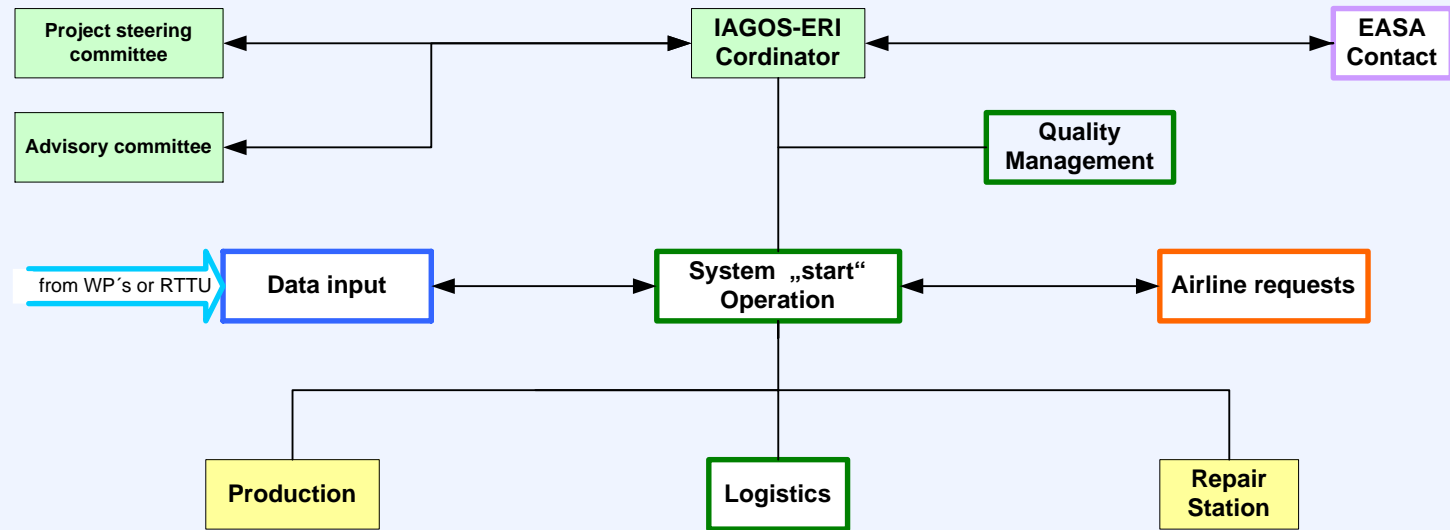 Project steering
committee
IAGOS-ERI
Cordinator
EASA
Contact
Advisory committee
Quality
Management
from WP´s or RTTU
Data input
System „start“
Operation
Airline requests
Production
Logistics
Repair
Station